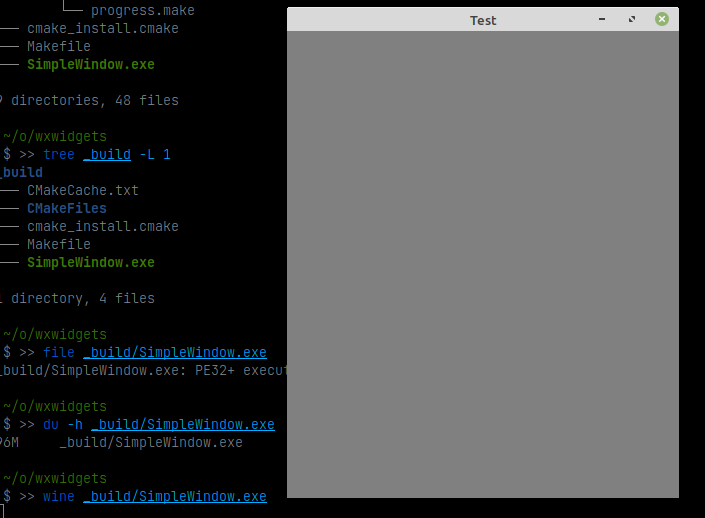 └── progress.make
── cmake_install.cmake
── Makefile
── SimpleWindow.exe
directories, 48 files
~/o/wxwidgets
$ >> tree _build -L 1
_build
── CMakeCache.txt
── CMakeFiles
── cmake_install.cmake
── Makefile
── SimpleWindow.exe
directory, 4 files
~/o/wxwidgets
$ >> file _build/SimpleWindow.exe
_build/SimpleWindow.exe: PE32+ execut
~/o/wxwidgets
$ >> du -h _build/SimpleWindow.exe
96M _build/SimpleWindow.exe
~/o/wxwidgets
$ >> wine _build/SimpleWindow.exe
Test